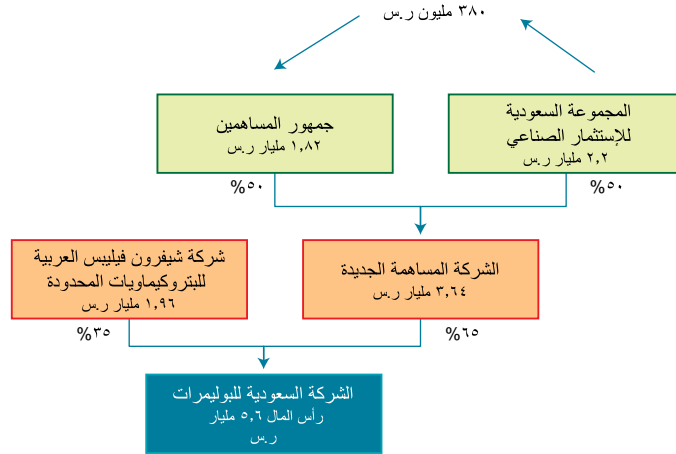 ٣٨٠ مليون ر.س
المجموعة السعودية
للإستثمار الصناعي
٢,٢ مليار ر.س
جمهور المساهمين
١,٨٢ مليار ر.س
%٥٠
%٥٠
الشركة المساهمة الجديدة
٣,٦٤ مليار ر.س
شركة شيفرون فيليبس العربية
للبتروكيماويات المحدودة
١,٩٦ مليار ر.س
%٦٥
%٣٥
الشركة السعودية للبوليمرات
رأس المال ٥,٦ مليار
ر.س